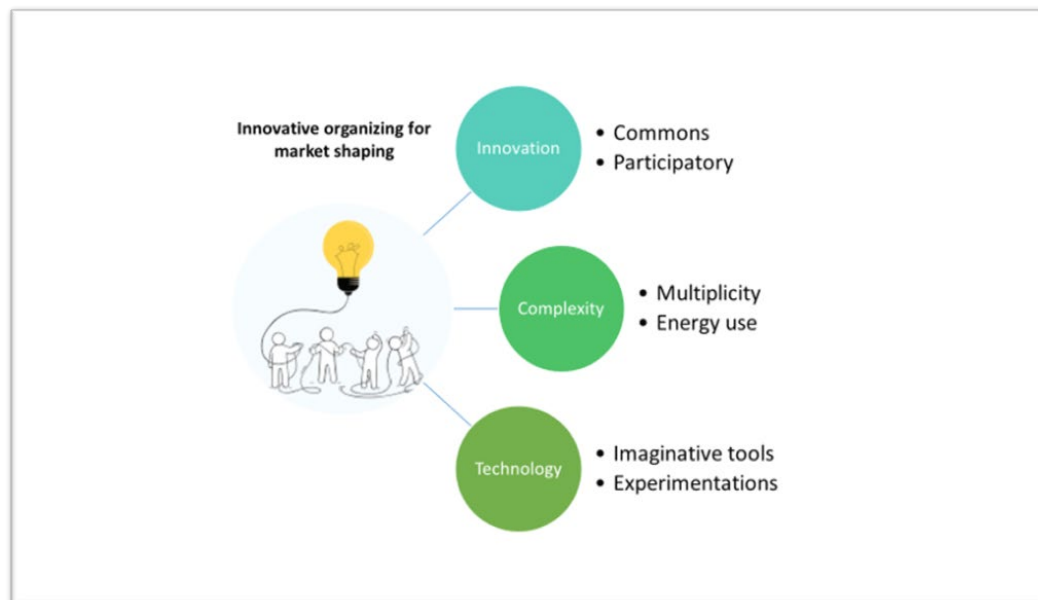 Innovative organizing for
market shaping
Innovation
• Commons
• Participatory
Complexity
• Multiplicity
• Energy use
Technology
• Imaginative tools
• Experimentations